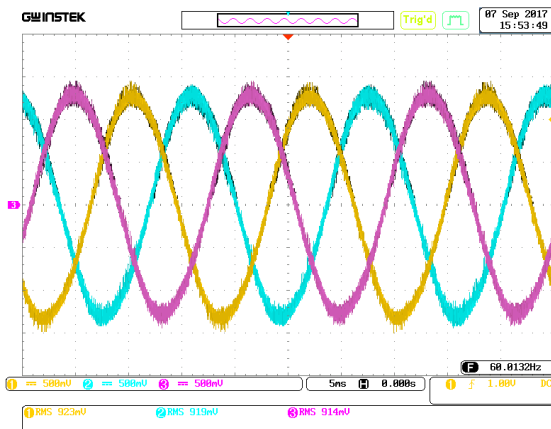 GWINSTEK
Trig'd
07 Sep 2017
15:53:49
3
F 60.0132Hz
1 500mV 2 500mV 3 500mV 5ms H 0.000s 1 1.00V DC
1 RMS 923mV 2 RMS 919mV 3 RMS 914mV